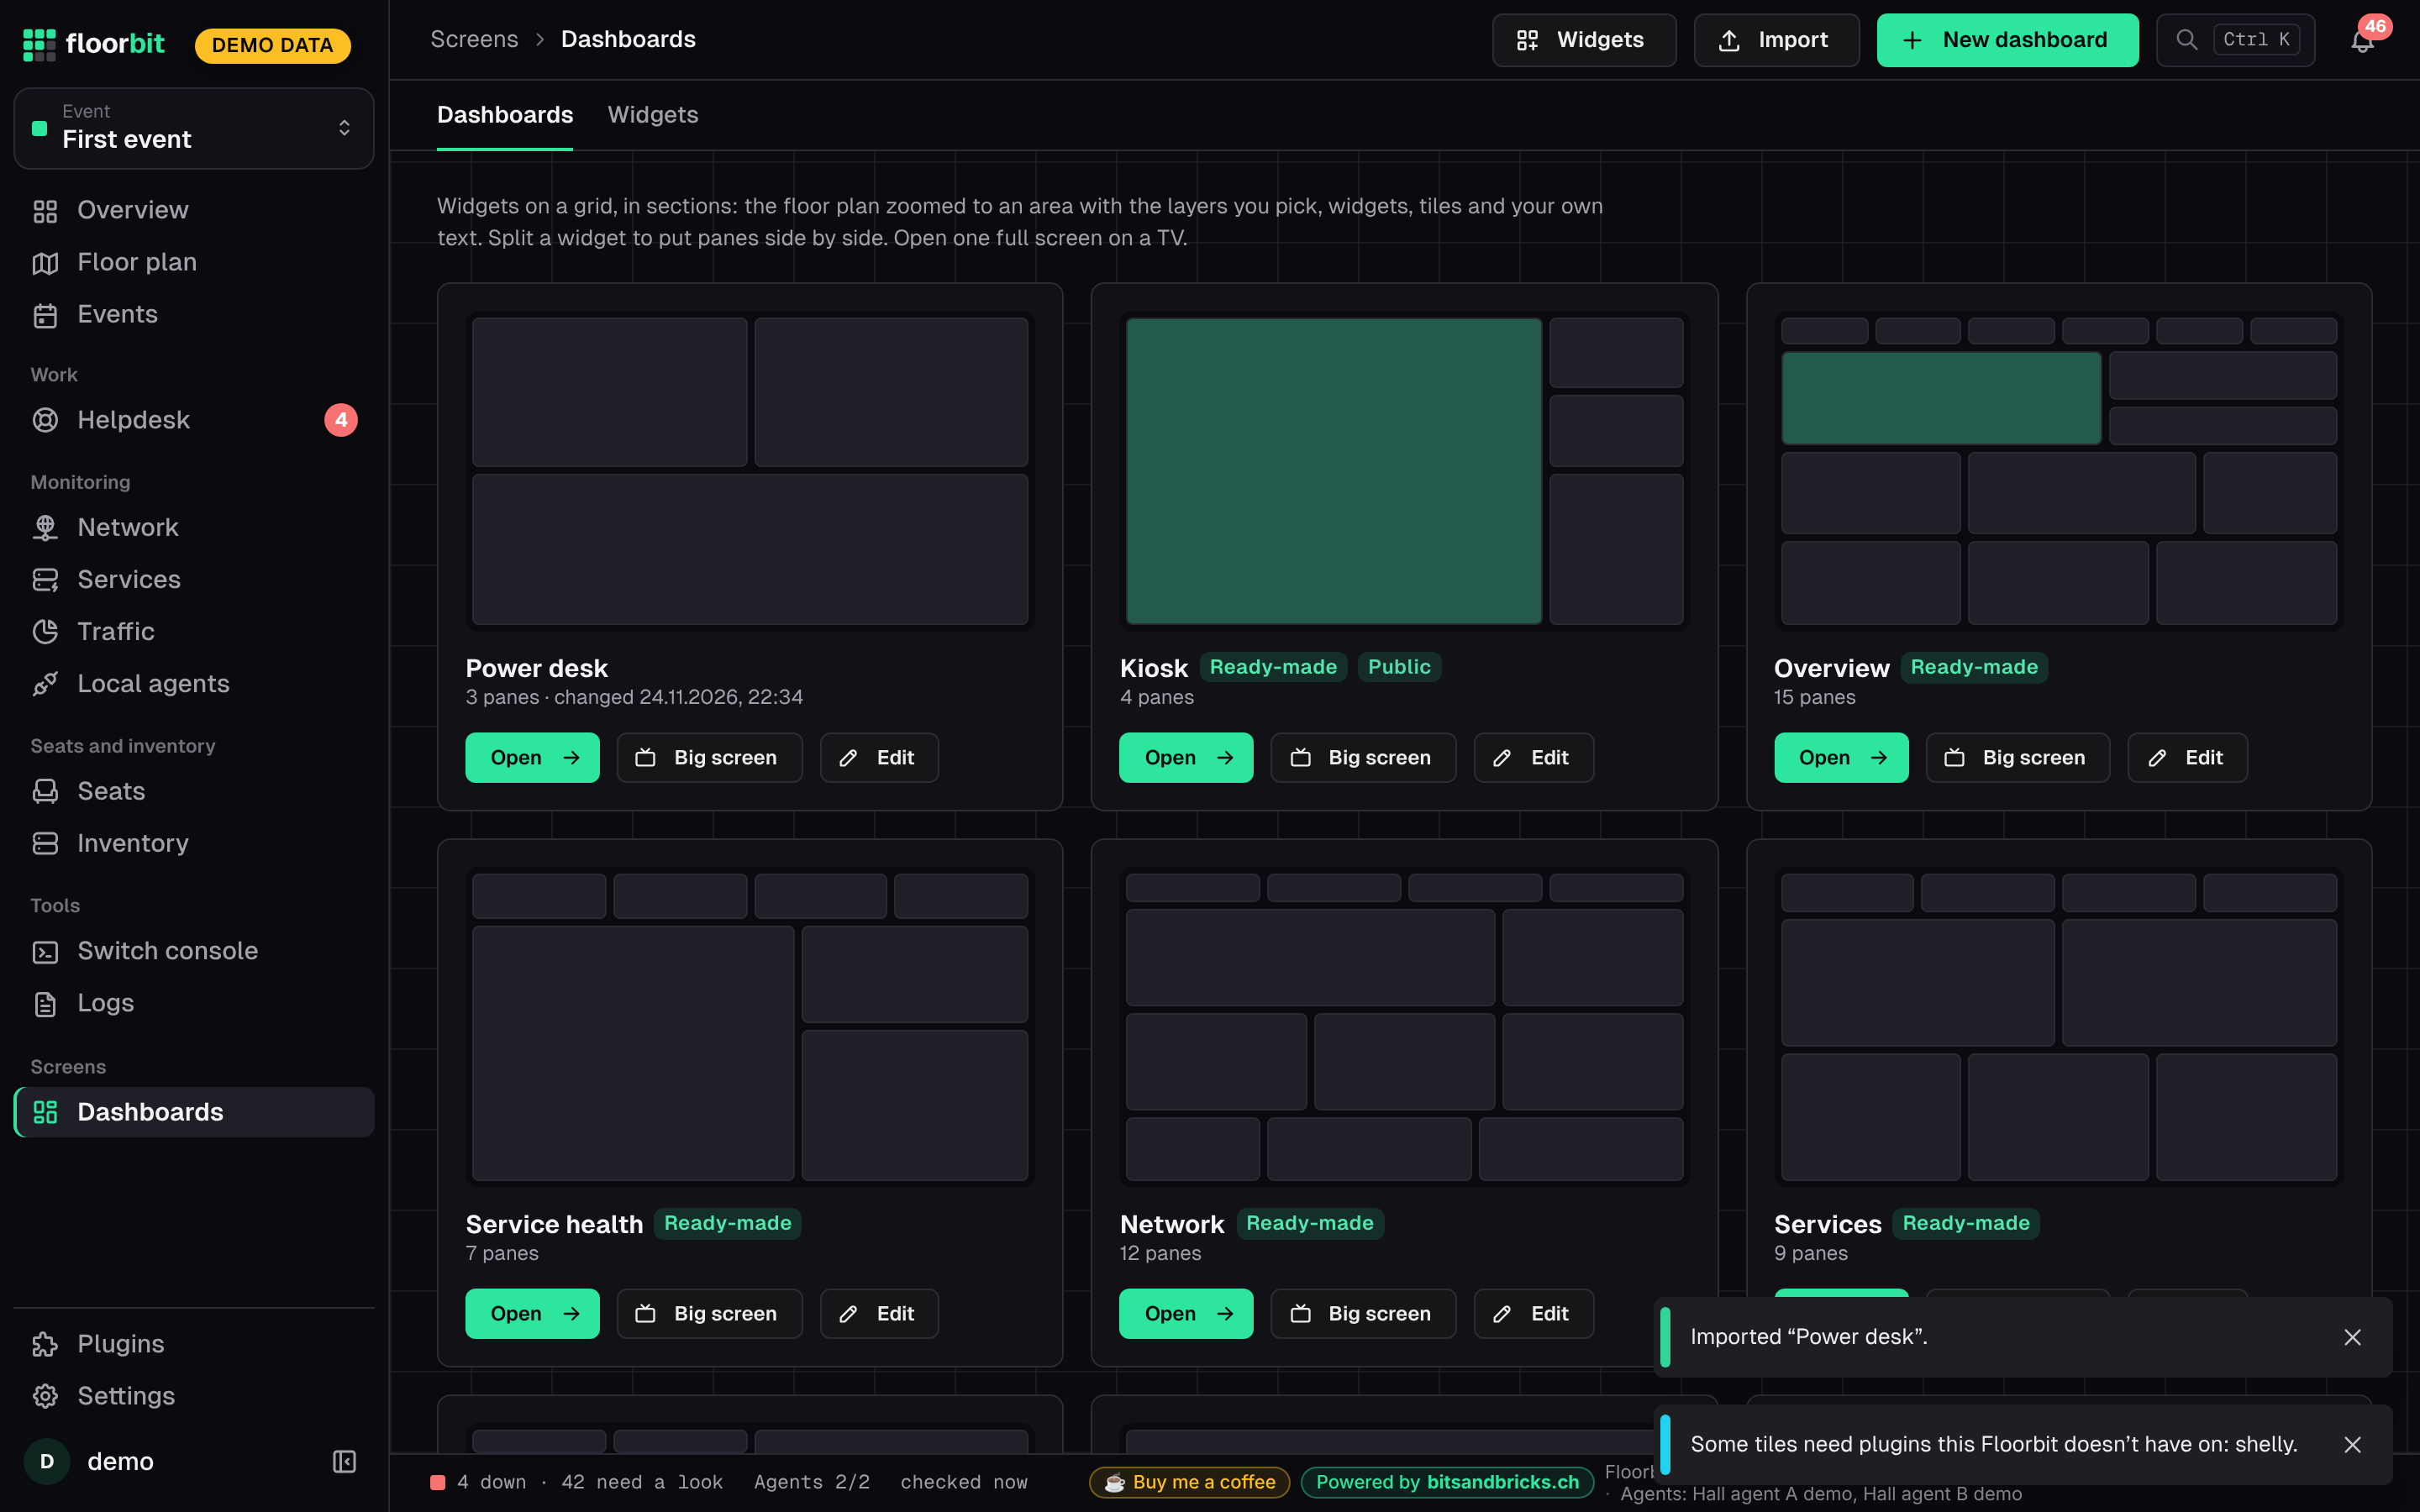 floorbit
DEMO DATA
Event
First event
Overview
Floor plan
Events
Work
Helpdesk
4
Monitoring
Network
Services
Traffic
Local agents
Seats and inventory
Seats
Inventory
Tools
Switch console
Logs
Screens
Dashboards
Plugins
Settings
D
demo
Screens
Dashboards
Widgets
Import
New dashboard
Ctrl K
46
Dashboards
Widgets
Widgets on a grid, in sections: the floor plan zoomed to an area with the layers you pick, widgets, tiles and your own
text. Split a widget to put panes side by side. Open one full screen on a TV.
Power desk
3 panes · changed 24.11.2026, 22:34
Open
Big screen
Edit
Kiosk
Ready-made
Public
4 panes
Open
Big screen
Edit
Overview
Ready-made
15 panes
Open
Big screen
Edit
Service health
Ready-made
7 panes
Open
Big screen
Edit
Network
Ready-made
12 panes
Open
Big screen
Edit
Services
Ready-made
9 panes
Imported “Power desk”.
Some tiles need plugins this Floorbit doesn’t have on: shelly.
4 down · 42 need a look
Agents 2/2
checked now
☕ Buy me a coffee
Powered by bitsandbricks.ch
· Agents: Hall agent A demo, Hall agent B demo